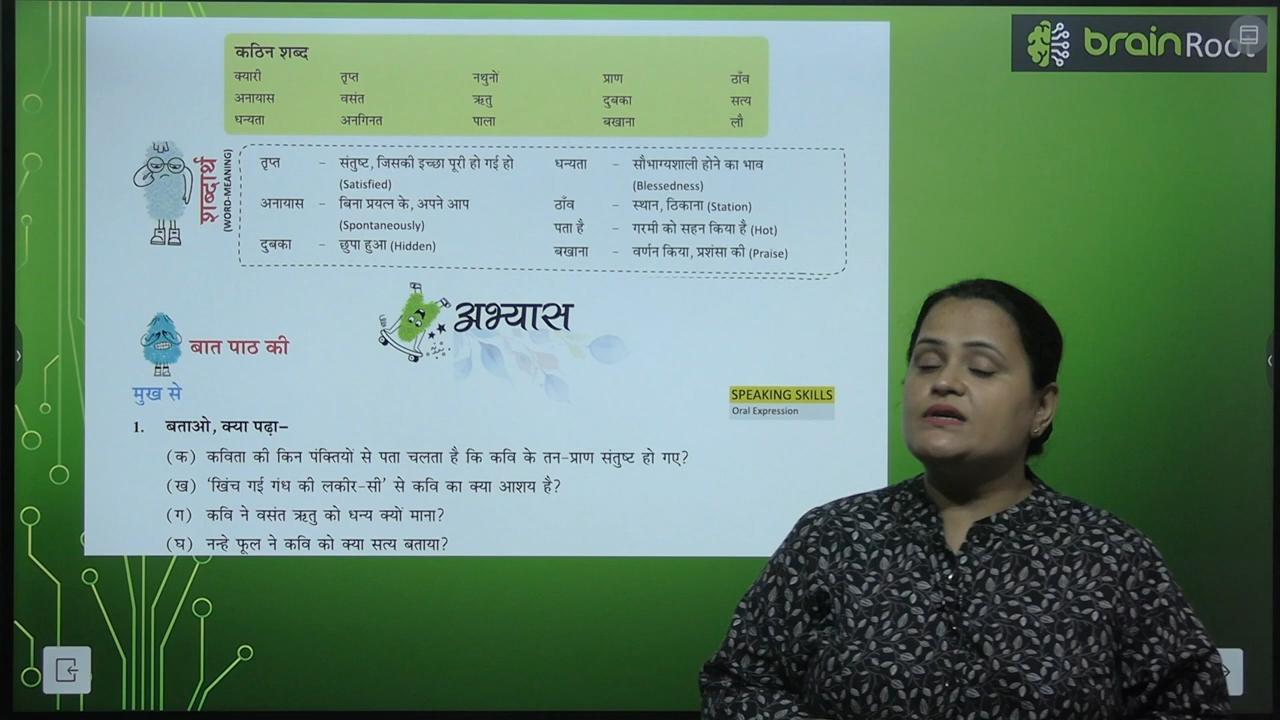 brainRoot
कठिन शब्द
क्यारी तृप्त नथुनों प्राण ठाँव
अनायास वसंत ऋतु दुबका सत्य
धन्यता अनगिनत पाला बखाना लौ
शब्दार्थ
(WORD-MEANING)
तृप्त – संतुष्ट, जिसकी इच्छा पूरी हो गई हो
(Satisfied)
अनायास – बिना प्रयत्न के, अपने आप
(Spontaneously)
दुबका – छुपा हुआ (Hidden)
धन्यता – सौभाग्यशाली होने का भाव
(Blessedness)
ठाँव – स्थान, ठिकाना (Station)
पता है – गरमी को सहन किया है (Hot)
बखाना – वर्णन किया, प्रशंसा की (Praise)
अभ्यास
बात पाठ की
मुख से
SPEAKING SKILLS
Oral Expression
1. बताओ, क्या पढ़ा–
(क) कविता की किन पंक्तियों से पता चलता है कि कवि के तन-प्राण संतुष्ट हो गए?
(ख) 'खिंच गई गंध की लकीर-सी' से कवि का क्या आशय है?
(ग) कवि ने वसंत ऋतु को धन्य क्यों माना?
(घ) नन्हे फूल ने कवि को क्या सत्य बताया?